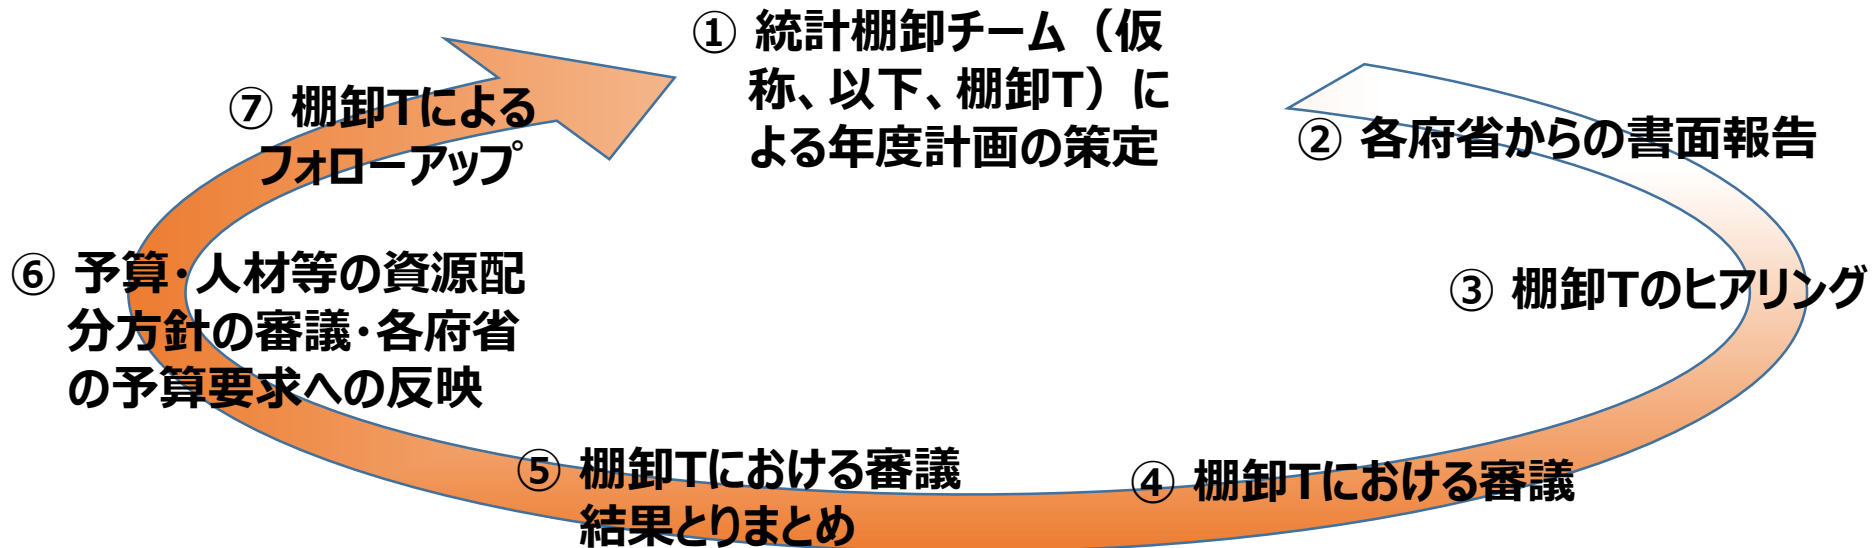 ① 統計棚卸チーム（仮
称、以下、棚卸T）に
よる年度計画の策定
② 各府省からの書面報告
③ 棚卸Tのヒアリング
④ 棚卸Tにおける審議
⑤ 棚卸Tにおける審議
結果とりまとめ
⑥ 予算・人材等の資源配
分方針の審議・各府省
の予算要求への反映
⑦ 棚卸Tによる
フォローアップ